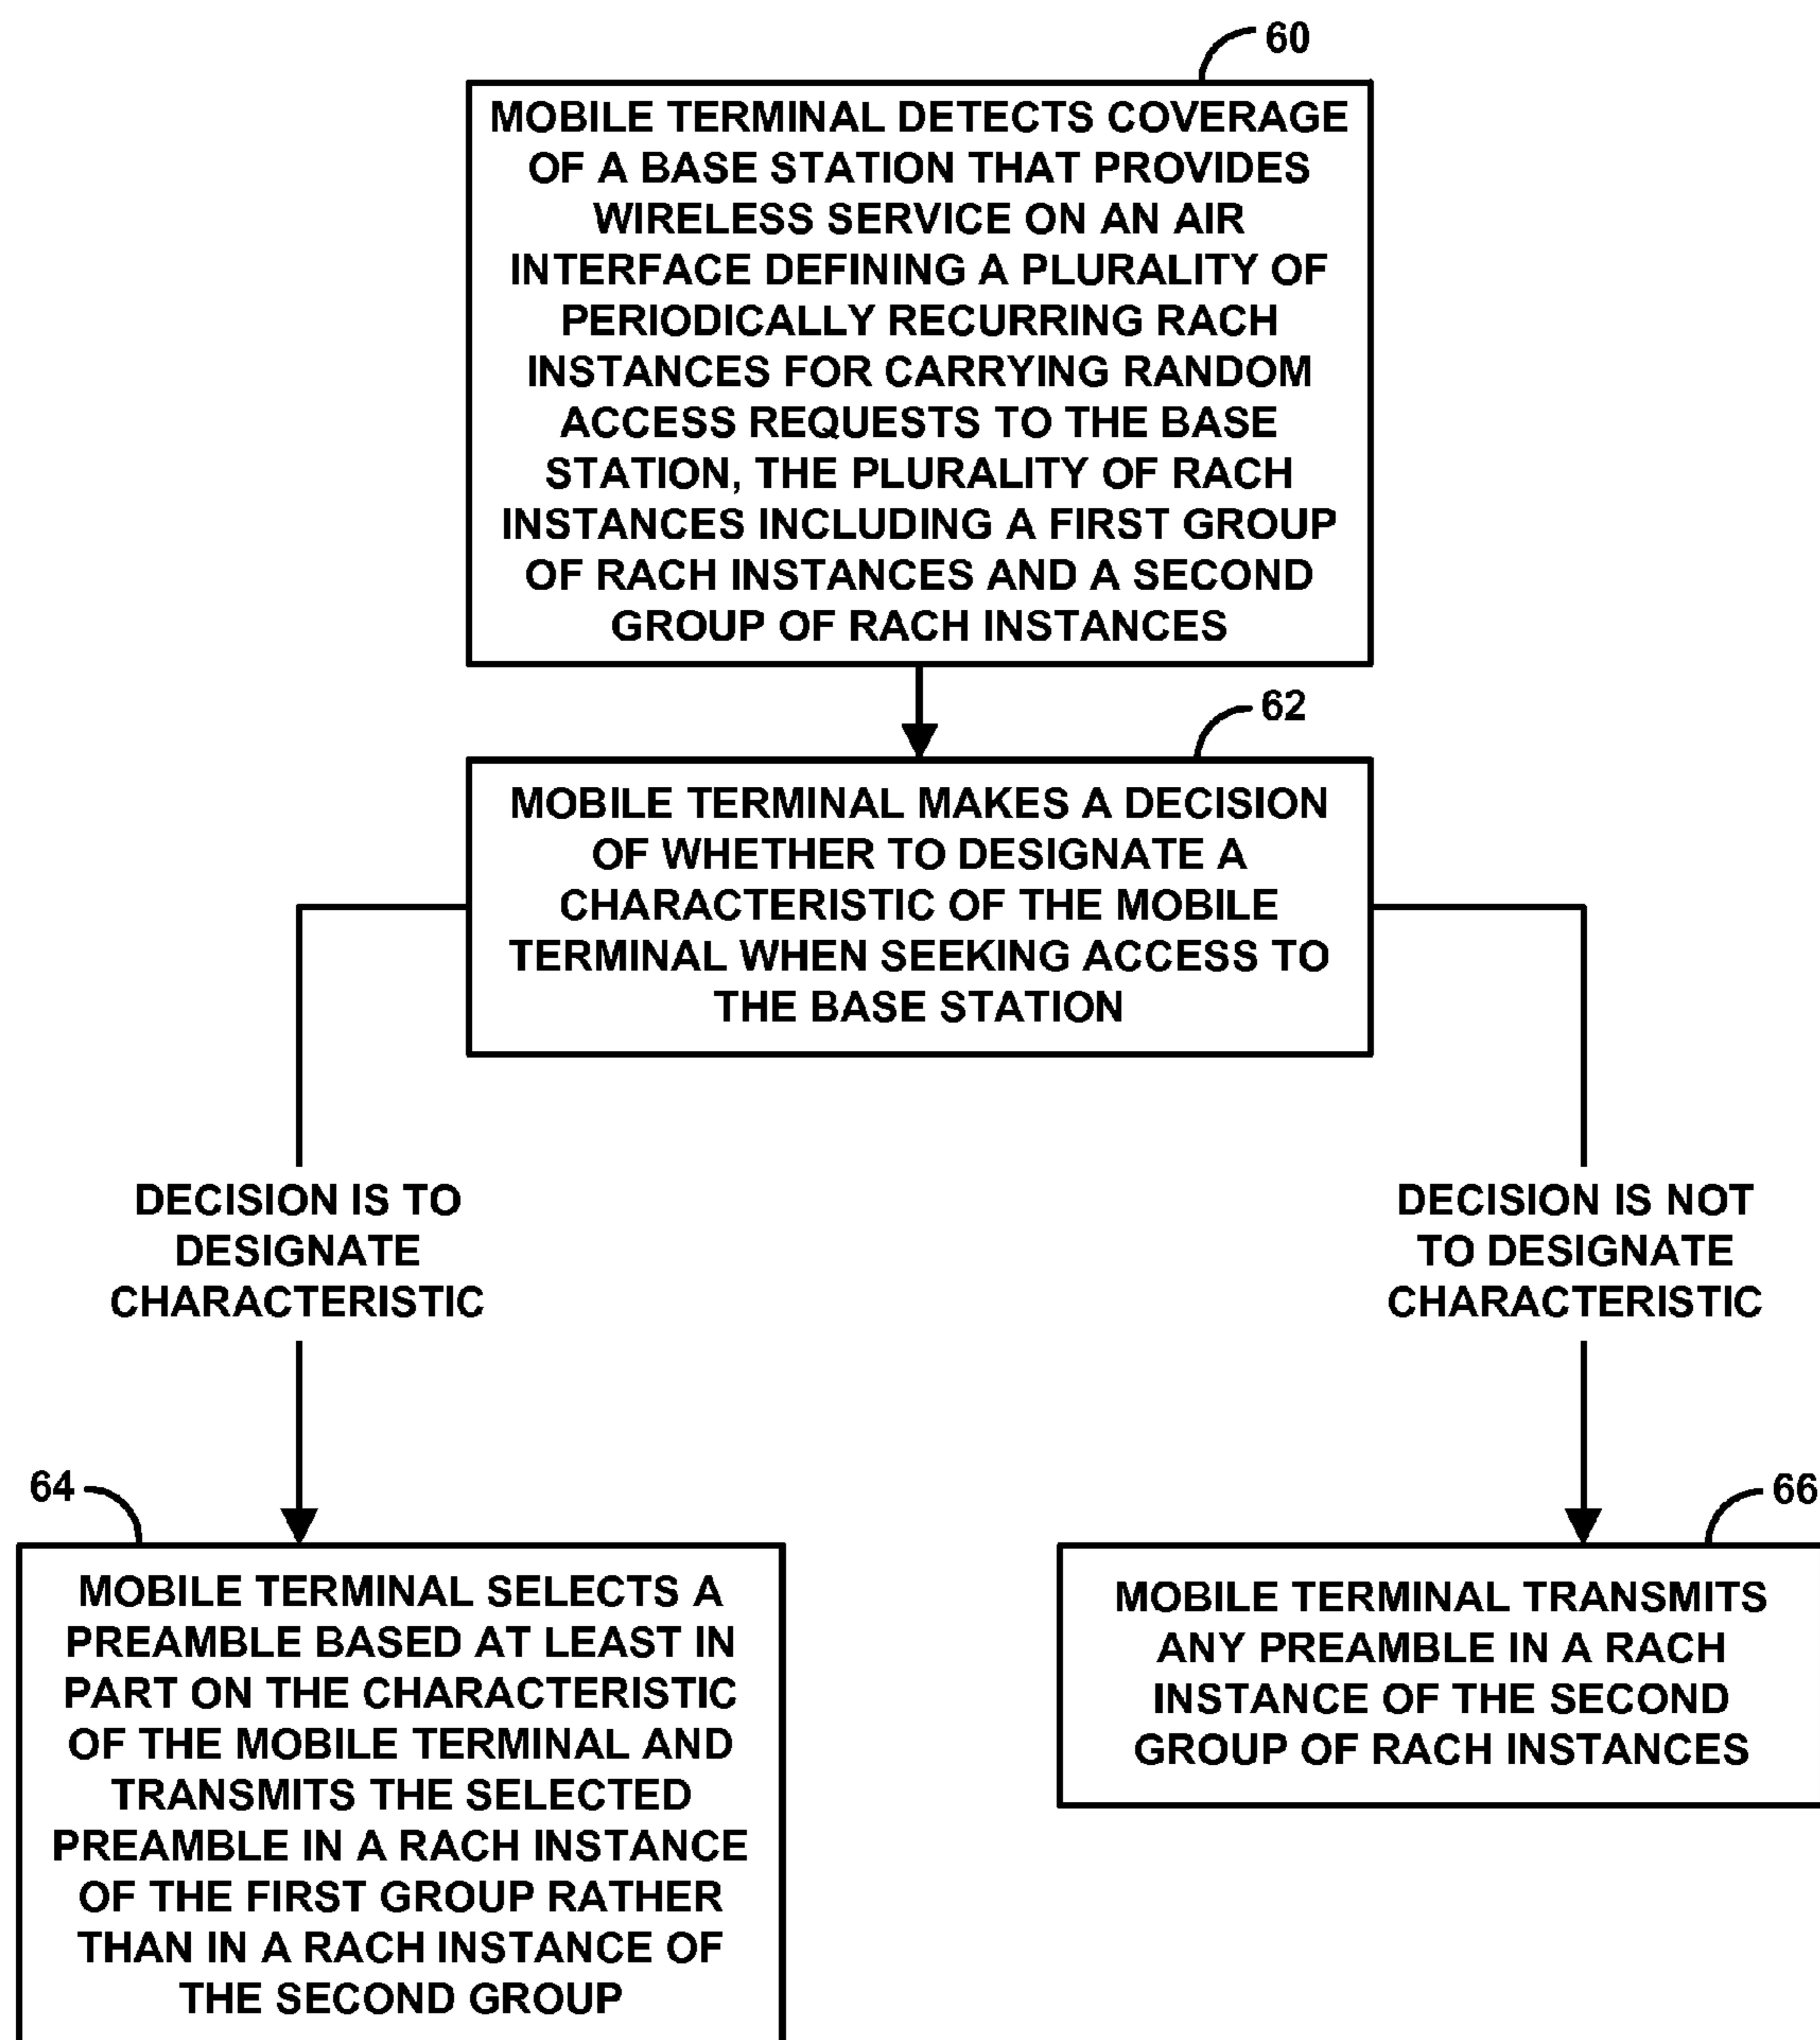 60
MOBILE TERMINAL DETECTS COVERAGE
OF A BASE STATION THAT PROVIDES
WIRELESS SERVICE ON AN AIR
INTERFACE DEFINING A PLURALITY OF
PERIODICALLY RECURRING RACH
INSTANCES FOR CARRYING RANDOM
ACCESS REQUESTS TO THE BASE
STATION, THE PLURALITY OF RACH
INSTANCES INCLUDING A FIRST GROUP
OF RACH INSTANCES AND A SECOND
GROUP OF RACH INSTANCES
62
MOBILE TERMINAL MAKES A DECISION
OF WHETHER TO DESIGNATE A
CHARACTERISTIC OF THE MOBILE
TERMINAL WHEN SEEKING ACCESS TO
THE BASE STATION
DECISION IS TO
DESIGNATE
CHARACTERISTIC
DECISION IS NOT
TO DESIGNATE
CHARACTERISTIC
64
MOBILE TERMINAL SELECTS A
PREAMBLE BASED AT LEAST IN
PART ON THE CHARACTERISTIC
OF THE MOBILE TERMINAL AND
TRANSMITS THE SELECTED
PREAMBLE IN A RACH INSTANCE
OF THE FIRST GROUP RATHER
THAN IN A RACH INSTANCE OF
THE SECOND GROUP
66
MOBILE TERMINAL TRANSMITS
ANY PREAMBLE IN A RACH
INSTANCE OF THE SECOND
GROUP OF RACH INSTANCES